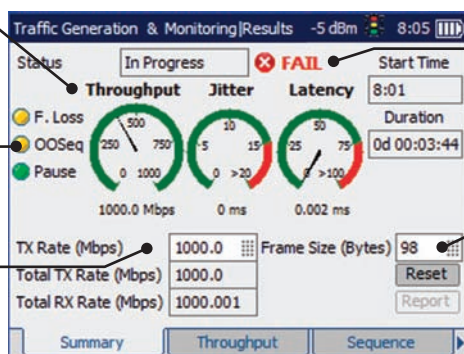 Traffic Generation & Monitoring|Results -5 dBm 8:05
Status In Progress FAIL Start Time
Throughput Jitter Latency 8:01
F. Loss 500 10 50 Duration
OOSeq 250 750 5 15 25 75 0d 00:03:44
Pause 0 1000 0 >20 0 >100
1000.0 Mbps 0 ms 0.002 ms
TX Rate (Mbps) 1000.0 Frame Size (Bytes) 98
Total TX Rate (Mbps) 1000.0 Reset
Total RX Rate (Mbps) 1000.001 Report
Summary Throughput Sequence